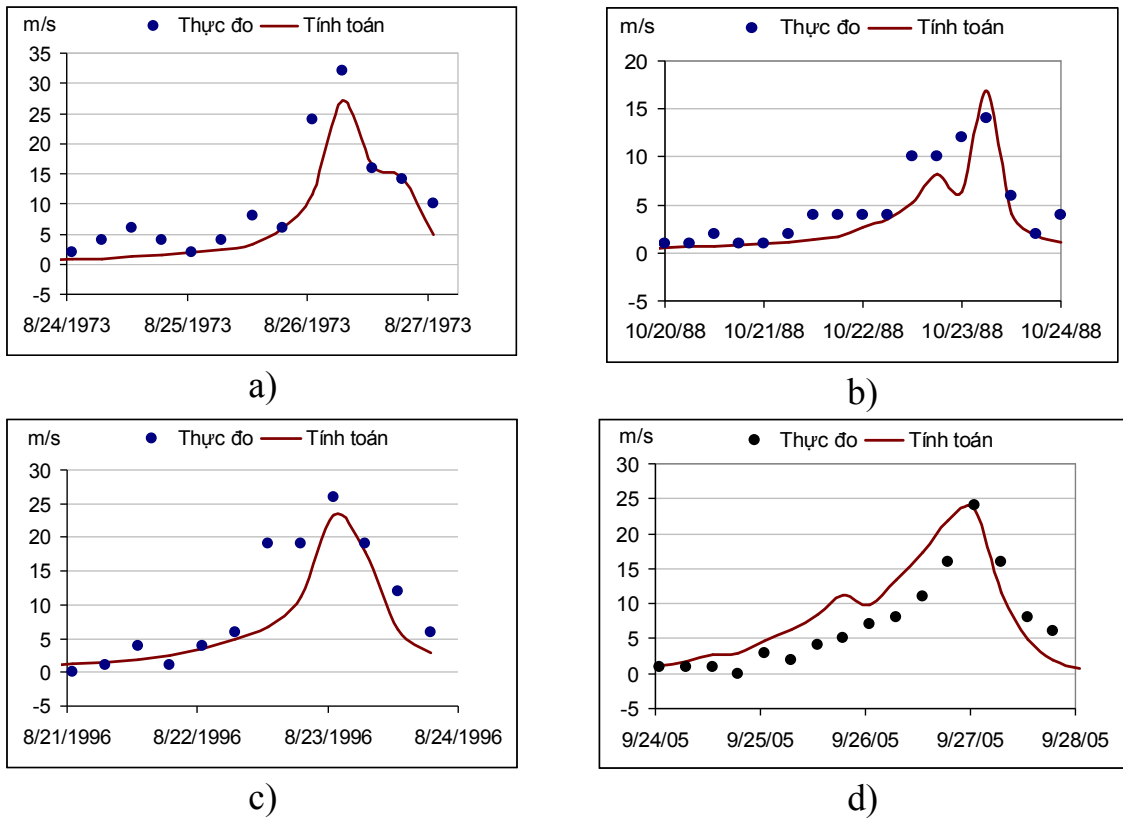 m/s
Thực đo
Tính toán
35
30
25
20
15
10
5
0
-5
8/24/1973 8/25/1973 8/26/1973 8/27/1973
a)
m/s
Thực đo
Tính toán
20
15
10
5
0
-5
10/20/88 10/21/88 10/22/88 10/23/88 10/24/88
b)
m/s
Thực đo
Tính toán
30
25
20
15
10
5
0
-5
8/21/1996 8/22/1996 8/23/1996 8/24/1996
c)
m/s
Thực đo
Tính toán
30
25
20
15
10
5
0
-5
9/24/05 9/25/05 9/26/05 9/27/05 9/28/05
d)